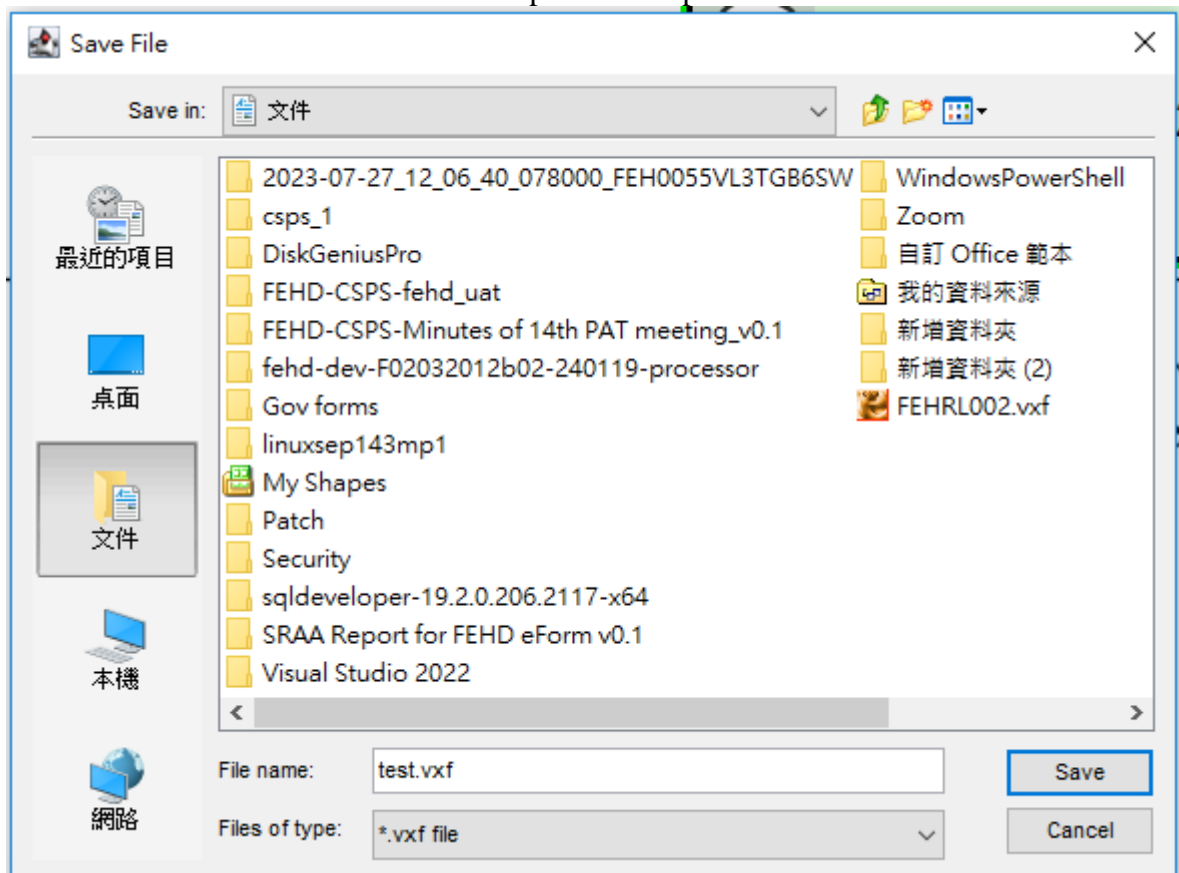 Save File
Save in:
文件
最近的項目
桌面
文件
本機
網路
2023-07-27_12_06_40_078000_FEH0055VL3TGB6SW
csps_1
DiskGeniusPro
FEHD-CSPS-fehd_uat
FEHD-CSPS-Minutes of 14th PAT meeting_v0.1
fehd-dev-F02032012b02-240119-processor
Gov forms
linuxsep143mp1
My Shapes
Patch
Security
sqldeveloper-19.2.0.206.2117-x64
SRAA Report for FEHD eForm v0.1
Visual Studio 2022
WindowsPowerShell
Zoom
自訂 Office 範本
我的資料來源
新增資料夾
新增資料夾 (2)
FEHRL002.vxf
File name:
test.vxf
Save
Files of type:
*.vxf file
Cancel